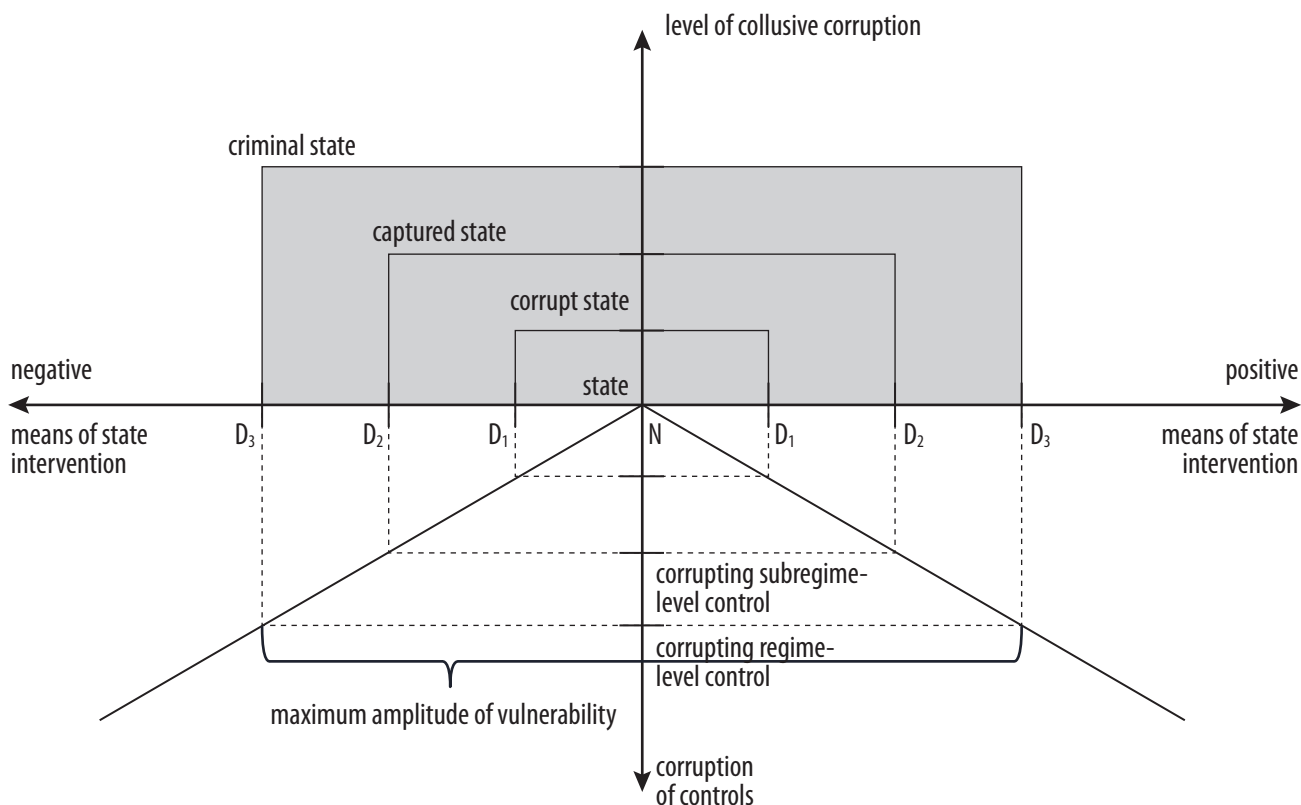 level of collusive corruption
criminal state
captured state
corrupt state
negative
state
positive
means of state
intervention
D₃
D₂
D₁
N
D₁
D₂
D₃
means of state
intervention
corrupting subregime-
level control
corrupting regime-
level control
maximum amplitude of vulnerability
corruption
of controls